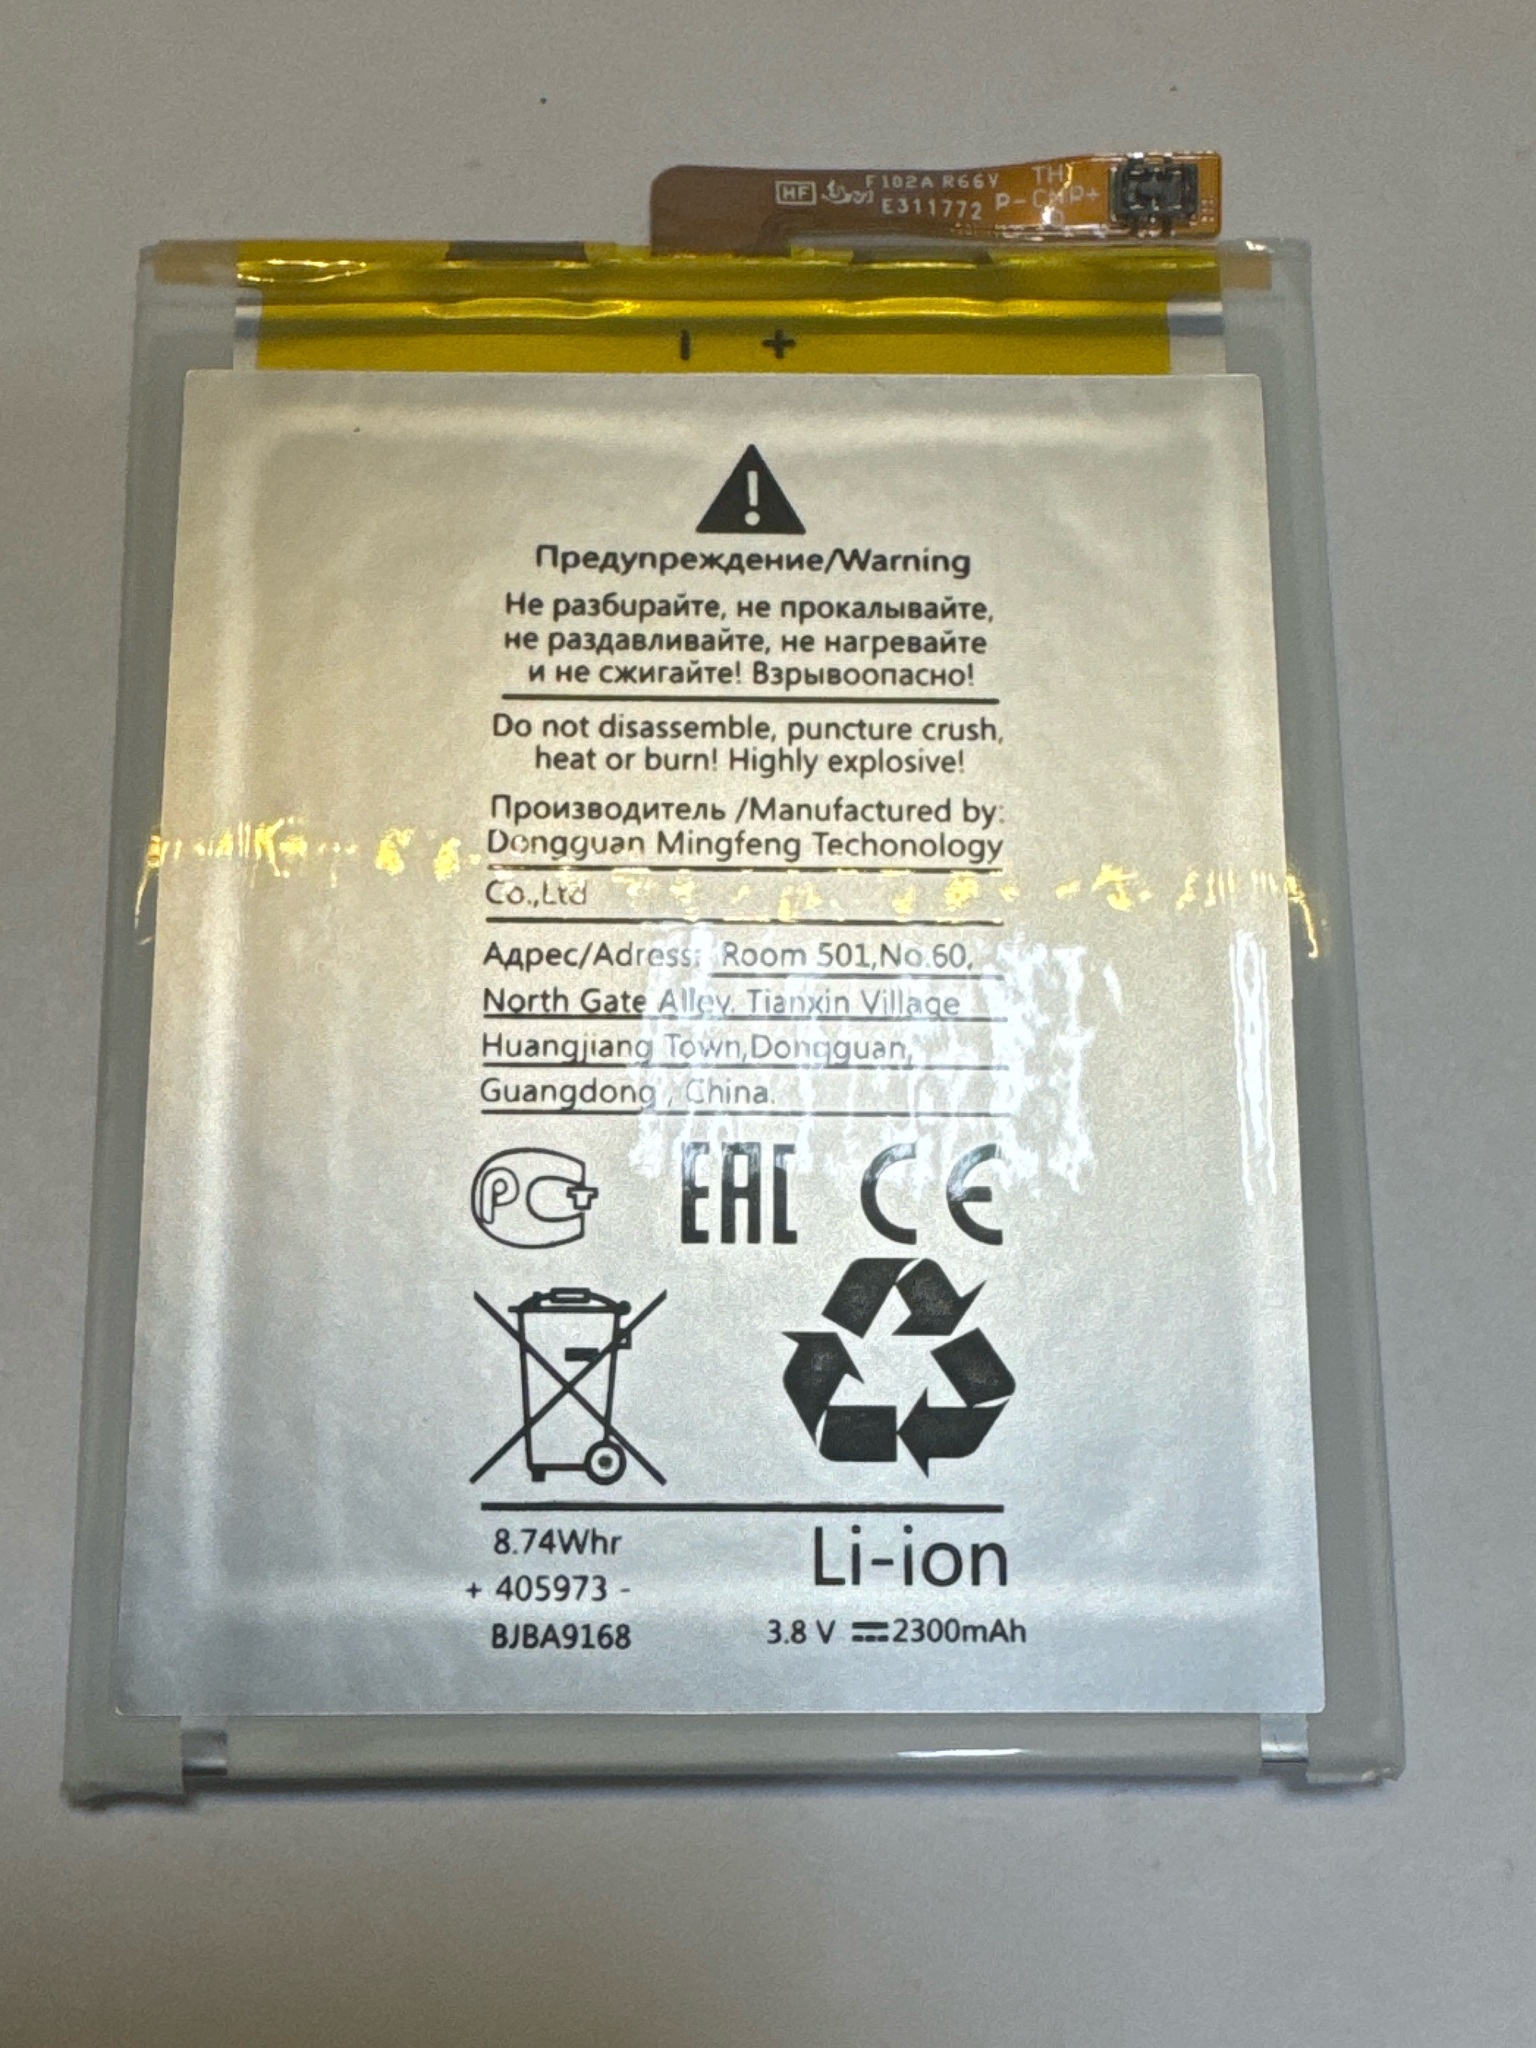 HF
F102A R66V
E311772
TH
- +
!
Предупреждение/Warning
Не разбирайте, не прокалывайте,
не раздавливайте, не нагревайте
и не сжигайте! Взрывоопасно!
Do not disassemble, puncture crush,
heat or burn! Highly explosive!
Производитель /Manufactured by:
Dongguan Mingfeng Techonology
Co.,Ltd
Адрес/Adress: Room 501,No.60,
North Gate Alley. Tianxin Village
Huangjiang Town,Dongguan,
Guangdong , China.
РСТ EAC CE
8.74Whr
+ 405973 -
BJBA9168
Li-ion
3.8 V ⎓2300mAh